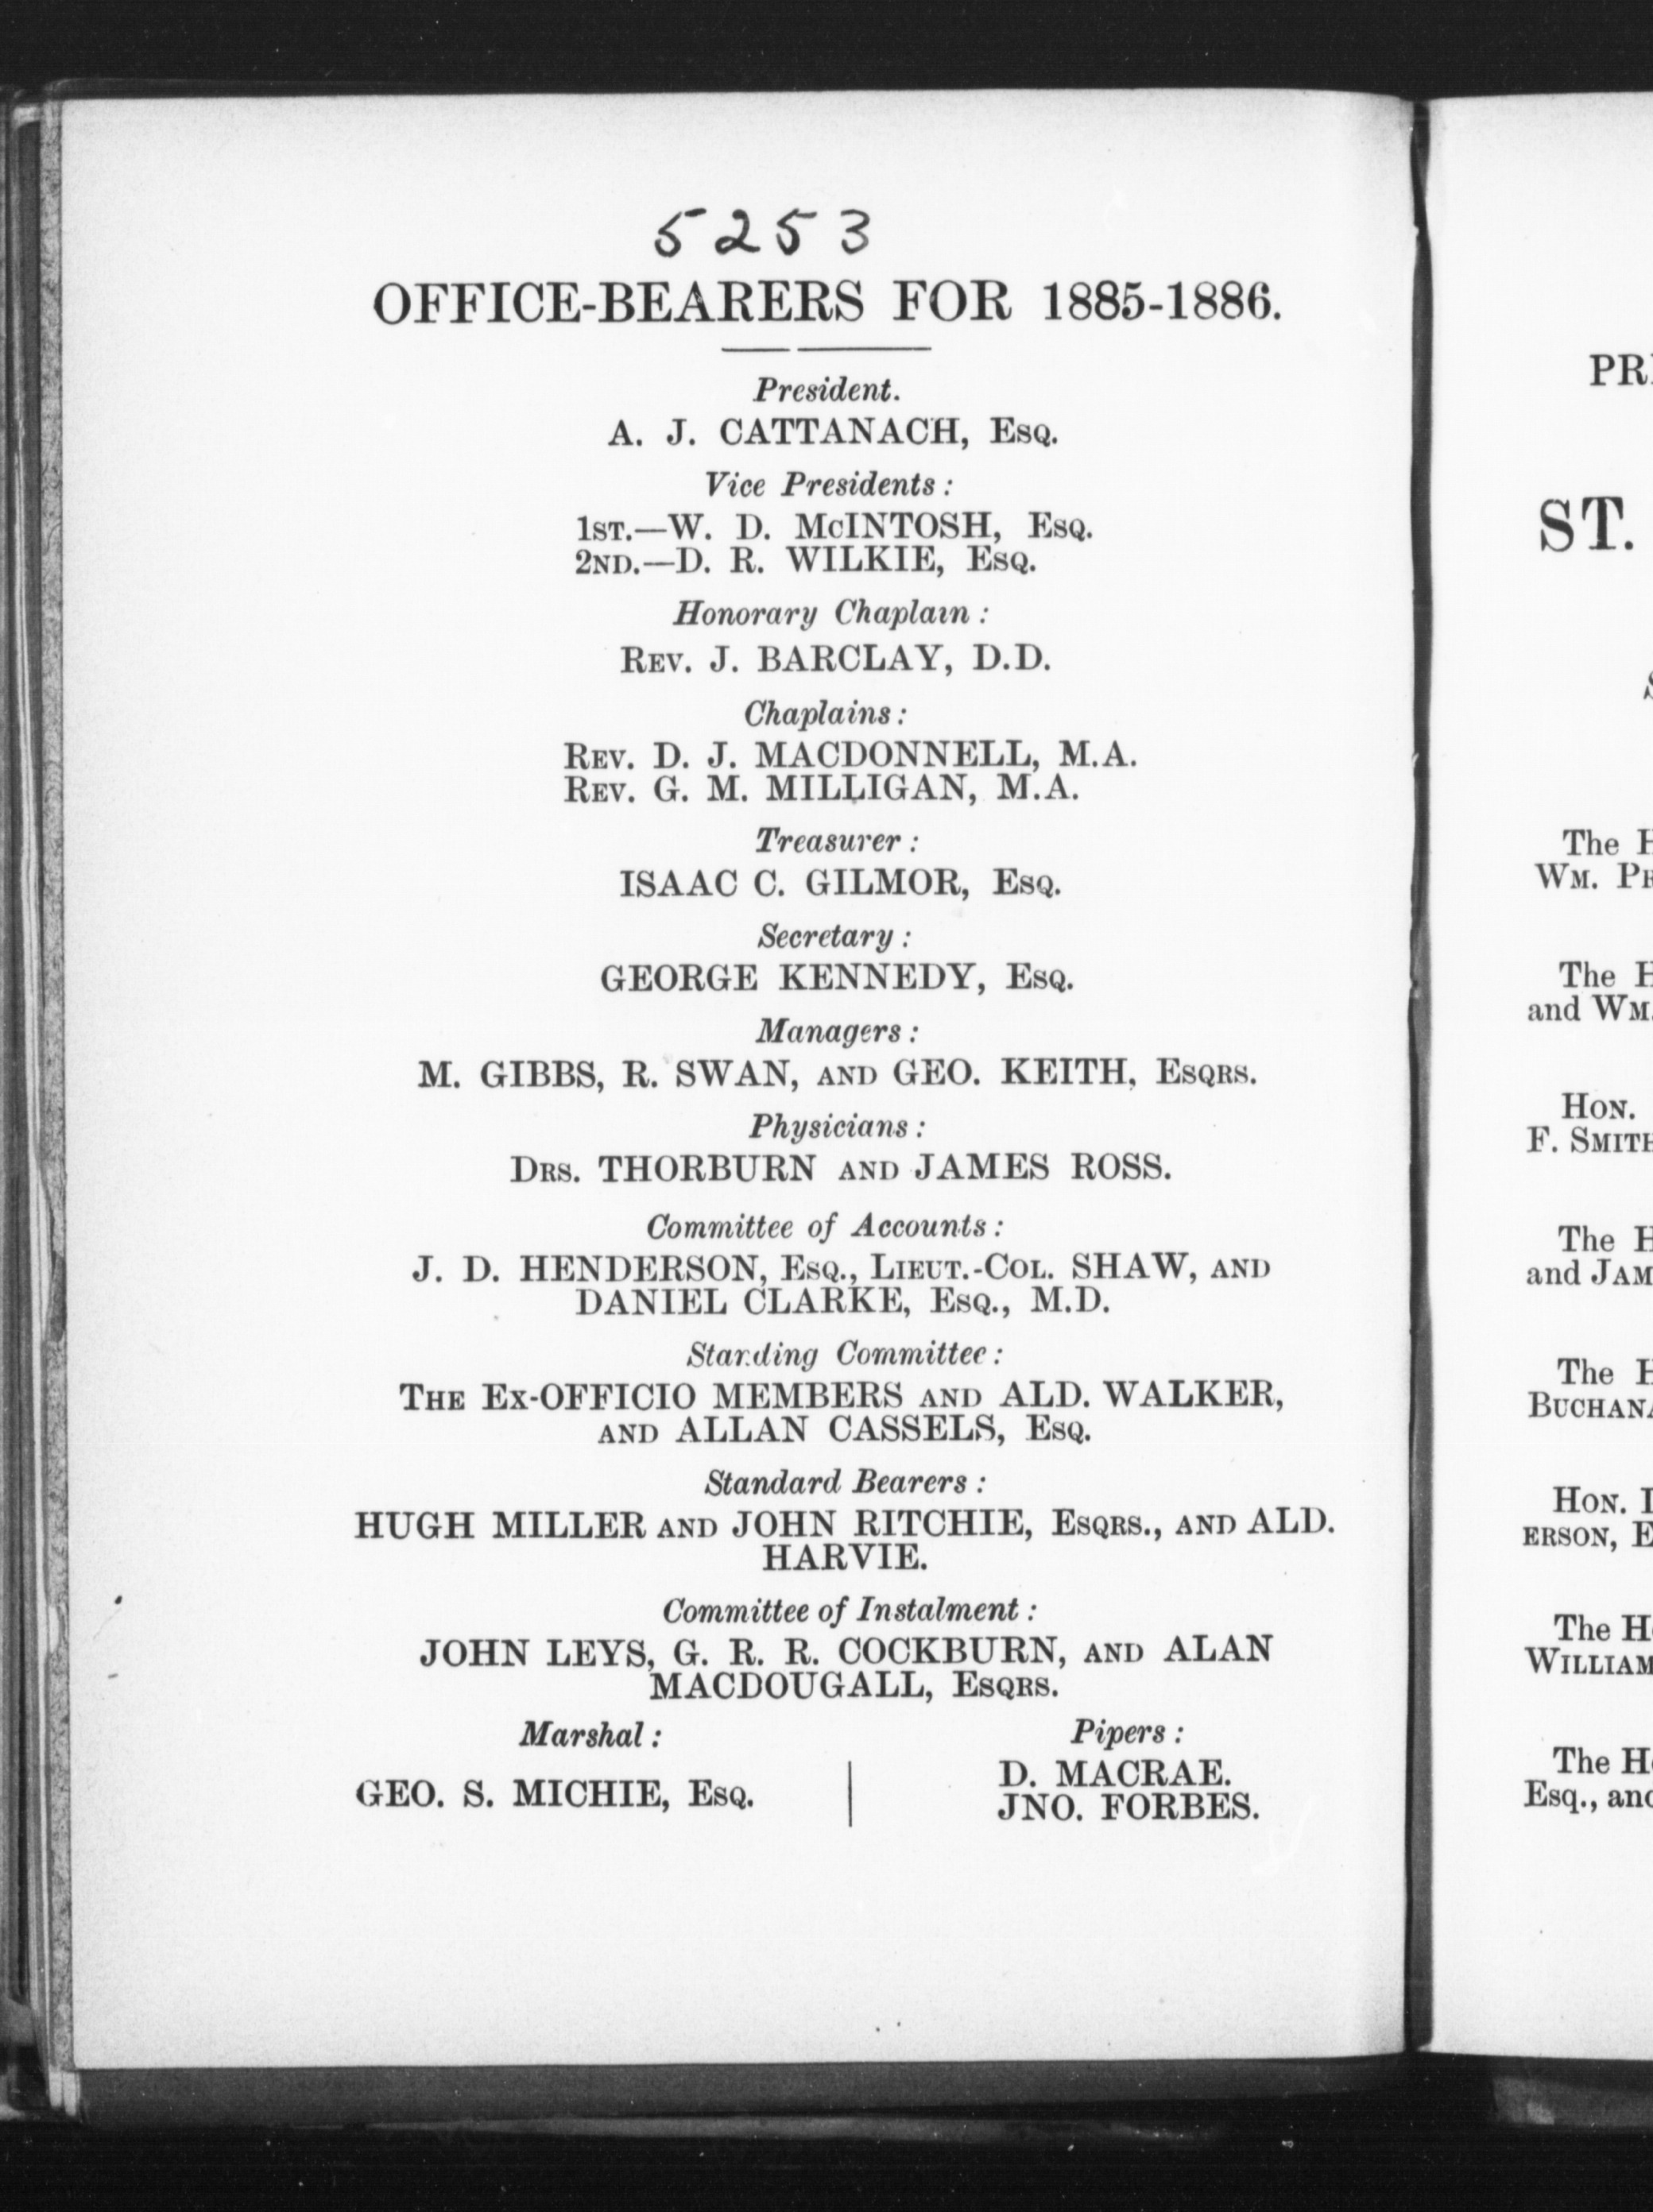 5253
OFFICE-BEARERS FOR 1885-1886.
President.
A. J. CATTANACH, Esq.
Vice Presidents:
1st.—W. D. McINTOSH, Esq.
2nd.—D. R. WILKIE, Esq.
Honorary Chaplain:
Rev. J. BARCLAY, D.D.
Chaplains:
Rev. D. J. MACDONNELL, M.A.
Rev. G. M. MILLIGAN, M.A.
Treasurer:
ISAAC C. GILMOR, Esq.
Secretary:
GEORGE KENNEDY, Esq.
Managers:
M. GIBBS, R. SWAN, and GEO. KEITH, Esqrs.
Physicians:
Drs. THORBURN and JAMES ROSS.
Committee of Accounts:
J. D. HENDERSON, Esq., Lieut.-Col. SHAW, and
DANIEL CLARKE, Esq., M.D.
Standing Committee:
The Ex-OFFICIO MEMBERS and ALD. WALKER,
and ALLAN CASSELS, Esq.
Standard Bearers:
HUGH MILLER and JOHN RITCHIE, Esqrs., and ALD.
HARVIE.
Committee of Instalment:
JOHN LEYS, G. R. R. COCKBURN, and ALAN
MACDOUGALL, Esqrs.
Marshal:
GEO. S. MICHIE, Esq.
Pipers:
D. MACRAE.
JNO. FORBES.
ST.
The
Wm.
The
and Wm.
Hon.
F.
The
and
The
Hon.
erson,
The
The
Esq.,